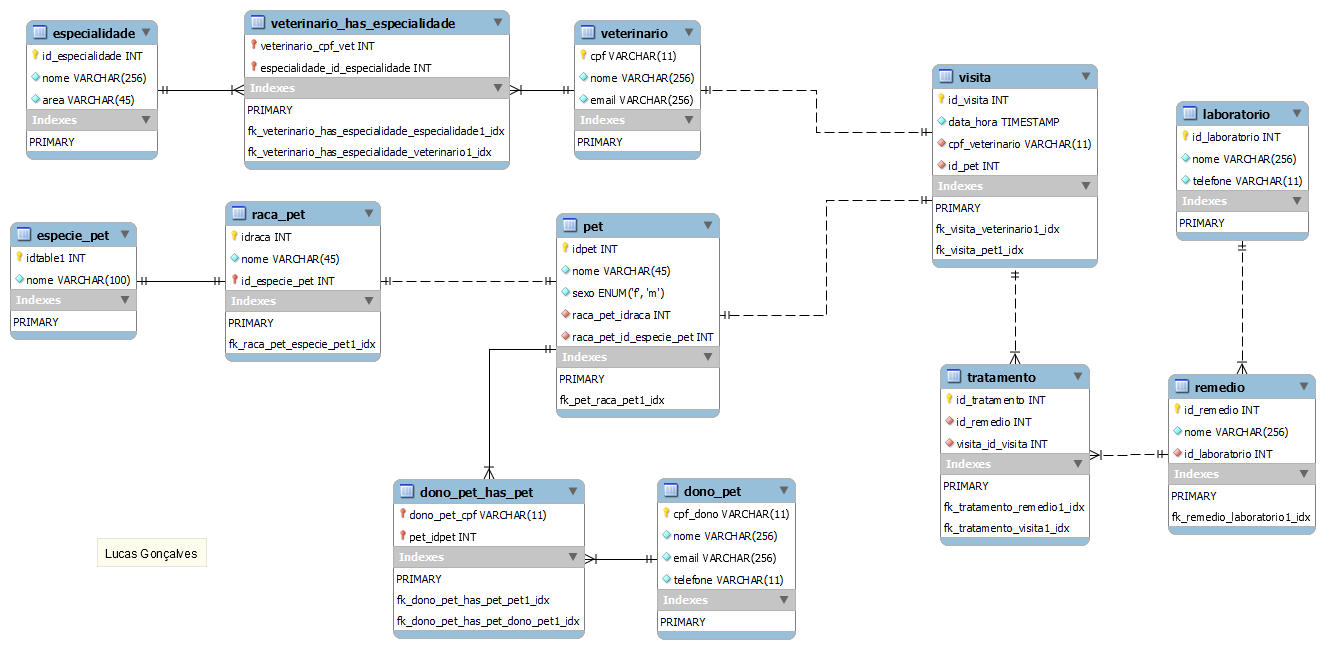 especialidade
id_especialidade INT
nome VARCHAR(256)
area VARCHAR(45)
Indexes
PRIMARY
veterinario_has_especialidade
veterinario_cpf_vet INT
especialidade_id_especialidade INT
Indexes
PRIMARY
fk_veterinario_has_especialidade_especialidade1_idx
fk_veterinario_has_especialidade_veterinario1_idx
veterinario
cpf VARCHAR(11)
nome VARCHAR(256)
email VARCHAR(256)
Indexes
PRIMARY
visita
id_visita INT
data_hora TIMESTAMP
cpf_veterinario VARCHAR(11)
id_pet INT
Indexes
PRIMARY
fk_visita_veterinario1_idx
fk_visita_pet1_idx
laboratorio
id_laboratorio INT
nome VARCHAR(256)
telefone VARCHAR(11)
Indexes
PRIMARY
especie_pet
idtable1 INT
nome VARCHAR(100)
Indexes
PRIMARY
raca_pet
idraca INT
nome VARCHAR(45)
id_especie_pet INT
Indexes
PRIMARY
fk_raca_pet_especie_pet1_idx
pet
idpet INT
nome VARCHAR(45)
sexo ENUM('f', 'm')
raca_pet_idraca INT
raca_pet_id_especie_pet INT
Indexes
PRIMARY
fk_pet_raca_pet1_idx
tratamento
id_tratamento INT
id_remedio INT
visita_id_visita INT
Indexes
PRIMARY
fk_tratamento_remedio1_idx
fk_tratamento_visita1_idx
remedio
id_remedio INT
nome VARCHAR(256)
id_laboratorio INT
Indexes
PRIMARY
fk_remedio_laboratorio1_idx
dono_pet_has_pet
dono_pet_cpf VARCHAR(11)
pet_idpet INT
Indexes
PRIMARY
fk_dono_pet_has_pet_pet1_idx
fk_dono_pet_has_pet_dono_pet1_idx
dono_pet
cpf_dono VARCHAR(11)
nome VARCHAR(256)
email VARCHAR(256)
telefone VARCHAR(11)
Indexes
PRIMARY
Lucas Gonçalves